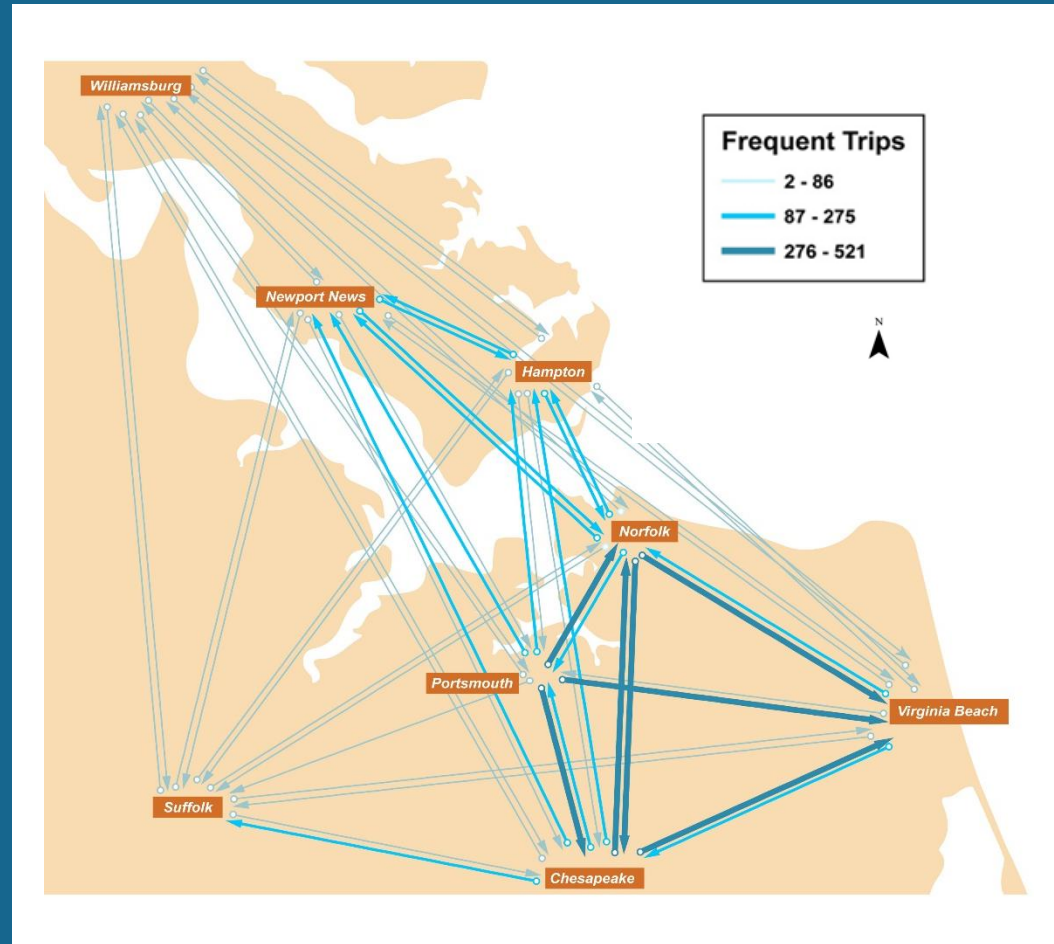 Williamsburg
Frequent Trips
2 - 86
87 - 275
276 - 521
Newport News
N
Hampton
Norfolk
Portsmouth
Virginia Beach
Suffolk
Chesapeake